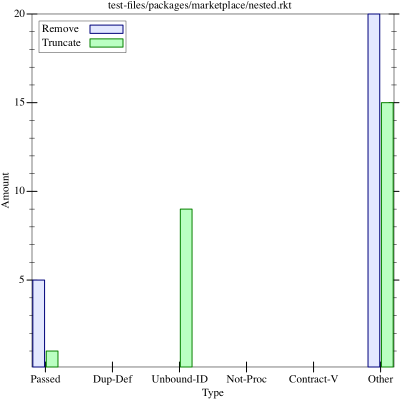 test-files/packages/marketplace/nested.rkt
Remove
Truncate
20
15
10
5
Amount
Passed Dup-Def Unbound-ID Not-Proc Contract-V Other
Type